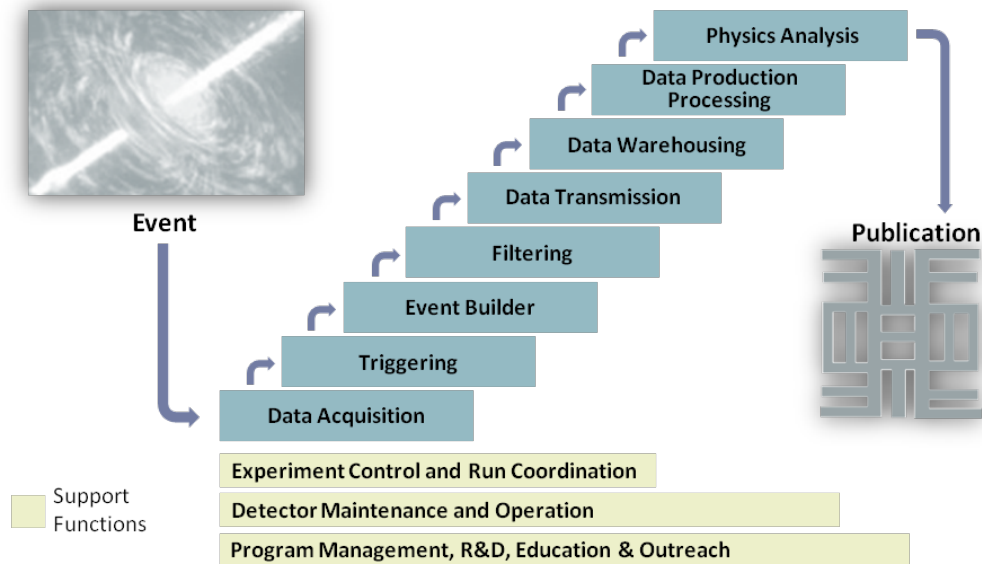 Physics Analysis
Data Production
Processing
Data Warehousing
Data Transmission
Event
Publication
Filtering
Event Builder
Triggering
Data Acquisition
Experiment Control and Run Coordination
Support
Functions
Detector Maintenance and Operation
Program Management, R&D, Education & Outreach